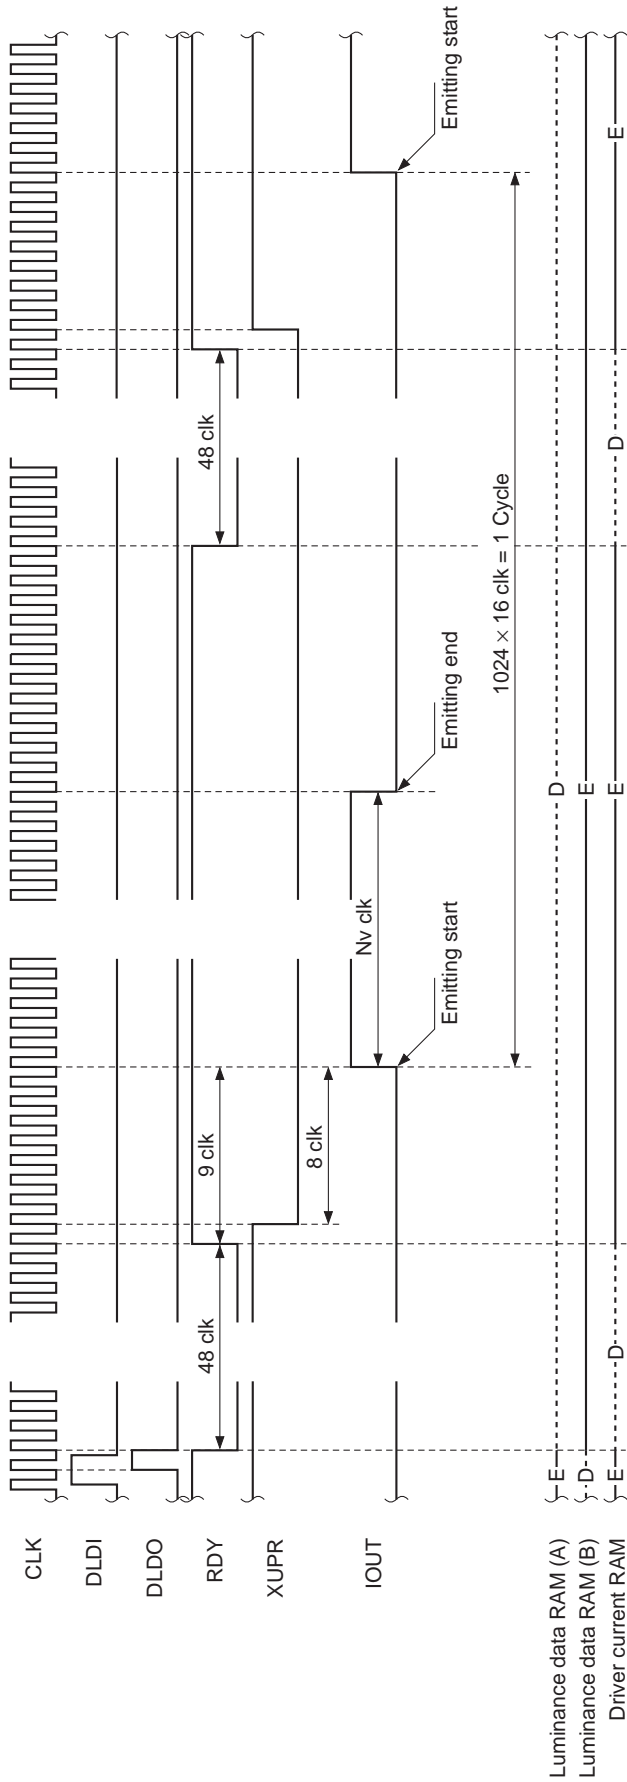 CLK
DLDI
DLDO
RDY
48 clk
9 clk
48 clk
XUPR
8 clk
IOUT
Nv clk
Emitting start
Emitting end
Emitting start
1024 × 16 clk = 1 Cycle
Luminance data RAM (A)
E
D
Luminance data RAM (B)
D
E
Driver current RAM
E
D
E
D
E